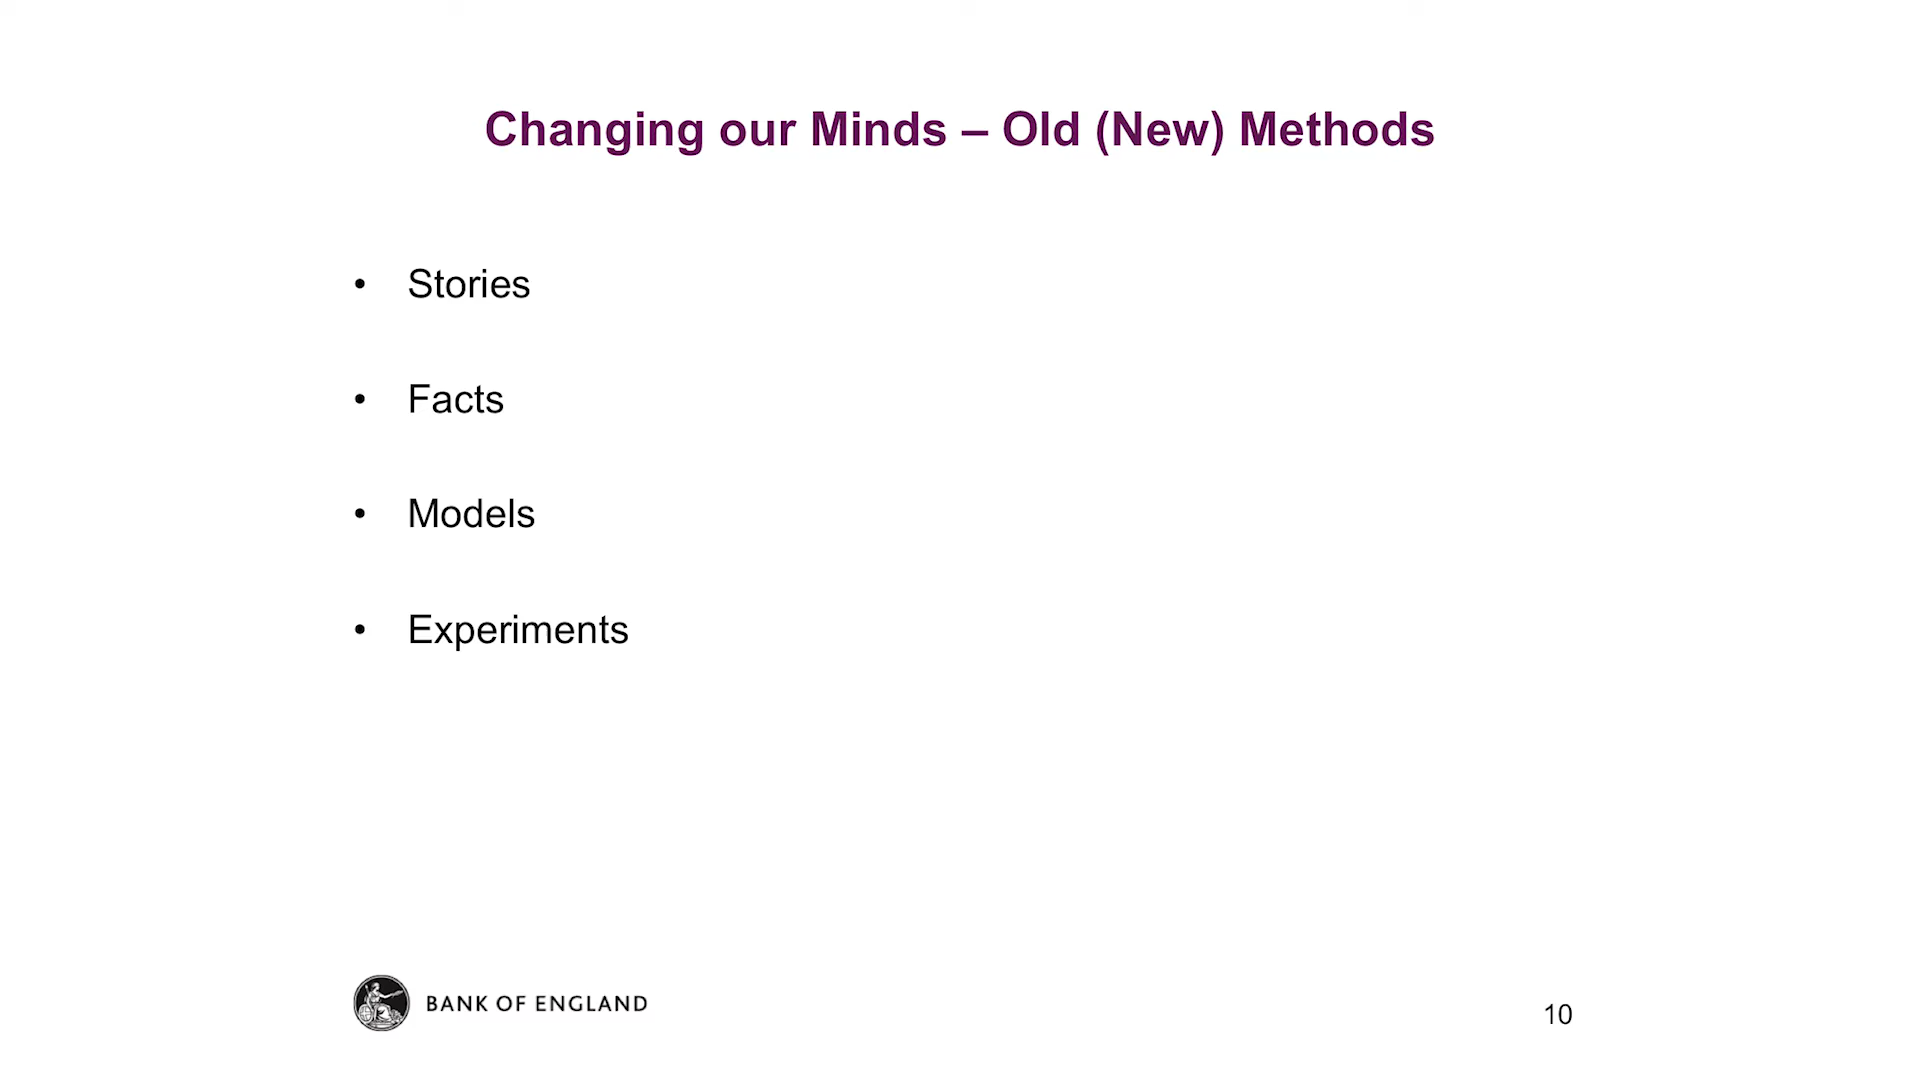 Changing our Minds – Old (New) Methods
• Stories
• Facts
• Models
• Experiments
BANK OF ENGLAND
10